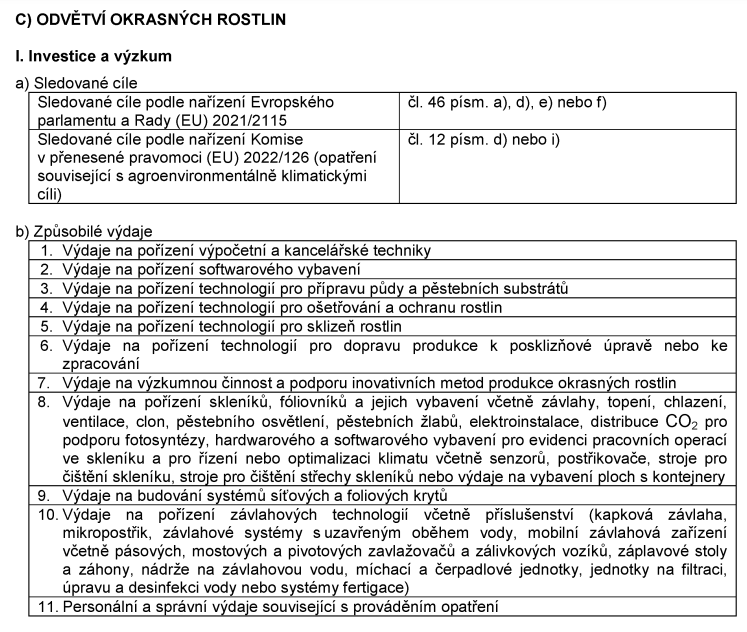 C) ODVĚTVÍ OKRASNÝCH ROSTLIN
I. Investice a výzkum
a) Sledované cíle
Sledované cíle podle nařízení Evropského
parlamentu a Rady (EU) 2021/2115
čl. 46 písm. a), d), e) nebo f)
Sledované cíle podle nařízení Komise
v přenesené pravomoci (EU) 2022/126 (opatření
související s agroenvironmentálně klimatickými
cíli)
čl. 12 písm. d) nebo i)
b) Způsobilé výdaje
1. Výdaje na pořízení výpočetní a kancelářské techniky
2. Výdaje na pořízení softwarového vybavení
3. Výdaje na pořízení technologií pro přípravu půdy a pěstebních substrátů
4. Výdaje na pořízení technologií pro ošetřování a ochranu rostlin
5. Výdaje na pořízení technologií pro sklizeň rostlin
6. Výdaje na pořízení technologií pro dopravu produkce k posklizňové úpravě nebo ke
zpracování
7. Výdaje na výzkumnou činnost a podporu inovativních metod produkce okrasných rostlin
8. Výdaje na pořízení skleníků, fóliovníků a jejich vybavení včetně závlahy, topení, chlazení,
ventilace, clon, pěstebního osvětlení, pěstebních žlabů, elektroinstalace, distribuce CO₂ pro
podporu fotosyntézy, hardwarového a softwarového vybavení pro evidenci pracovních operací
ve skleníku a pro řízení nebo optimalizaci klimatu včetně senzorů, postřikovače, stroje pro
čištění skleníku, stroje pro čištění střechy skleníků nebo výdaje na vybavení ploch s kontejnery
9. Výdaje na budování systémů síťových a foliových krytů
10. Výdaje na pořízení závlahových technologií včetně příslušenství (kapková závlaha,
mikropostřik, závlahové systémy s uzavřeným oběhem vody, mobilní závlahová zařízení
včetně pásových, mostových a pivotových zavlažovačů a zálivkových vozíků, záplavové stoly
a záhony, nádrže na závlahovou vodu, míchací a čerpadlové jednotky, jednotky na filtraci,
úpravu a desinfekci vody nebo systémy fertigace)
11. Personální a správní výdaje související s prováděním opatření